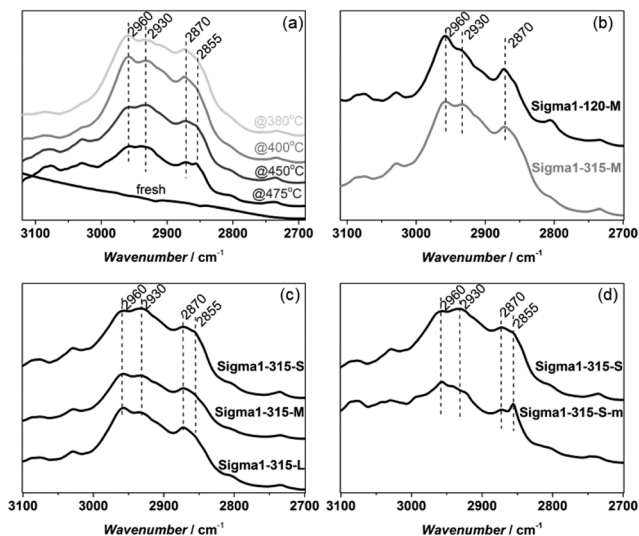 (a)
2960
2930
2870
2855
@380°C
@400°C
@450°C
@475°C
fresh
3100 3000 2900 2800 2700
Wavenumber / cm-1
(b)
2960
2930
2870
Sigma1-120-M
Sigma1-315-M
3100 3000 2900 2800 2700
Wavenumber / cm-1
(c)
2960
2930
2870
2855
Sigma1-315-S
Sigma1-315-M
Sigma1-315-L
3100 3000 2900 2800 2700
Wavenumber / cm-1
(d)
2960
2930
2870
2855
Sigma1-315-S
Sigma1-315-S-m
3100 3000 2900 2800 2700
Wavenumber / cm-1